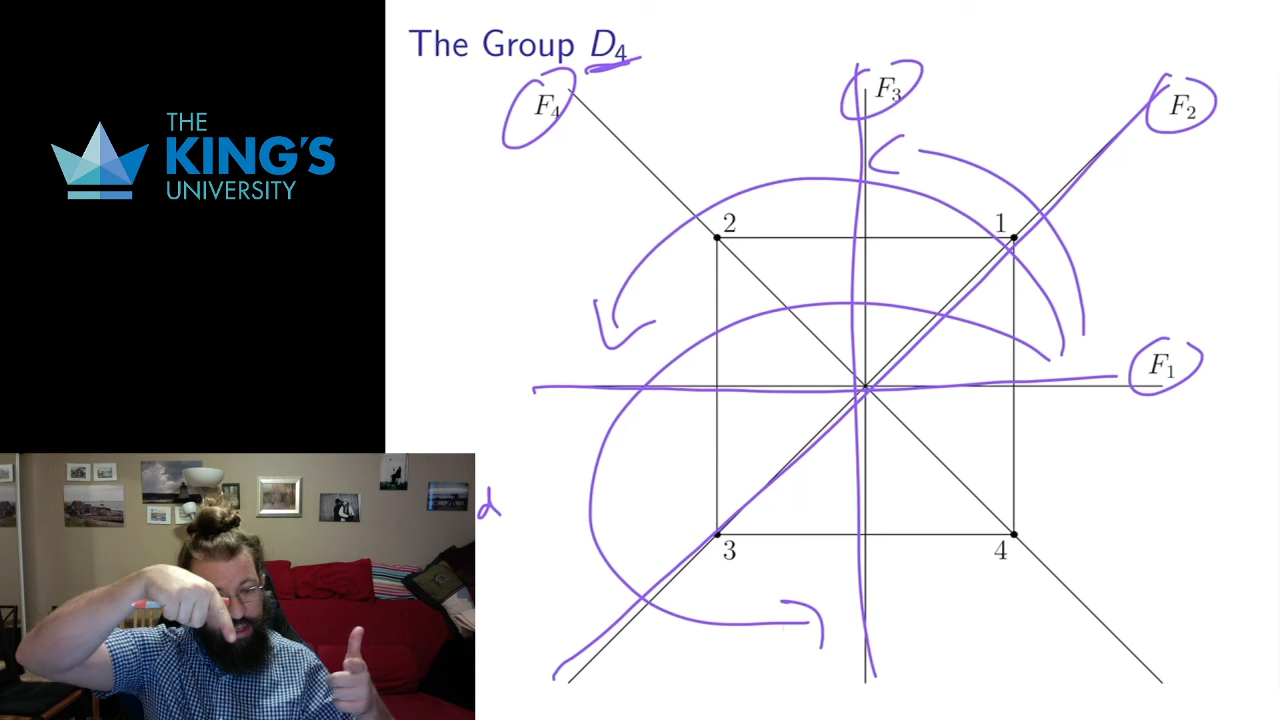 The Group D₄
THE
KING'S
UNIVERSITY
F₄
F₃
F₂
2
1
F₁
d
3
4